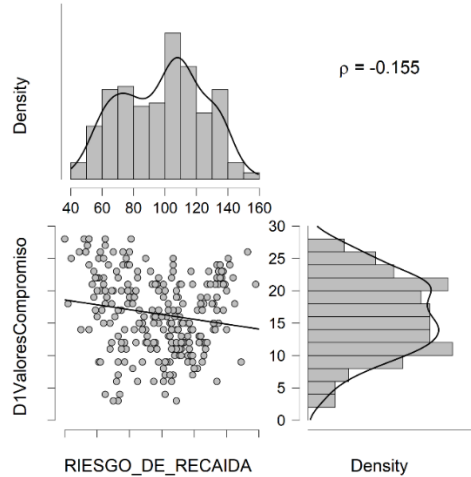 Density
ρ = -0.155
40 60 80 100 120 140 160
D1ValoresCompromiso
30
25
20
15
10
5
0
RIESGO_DE_RECAIDA
Density